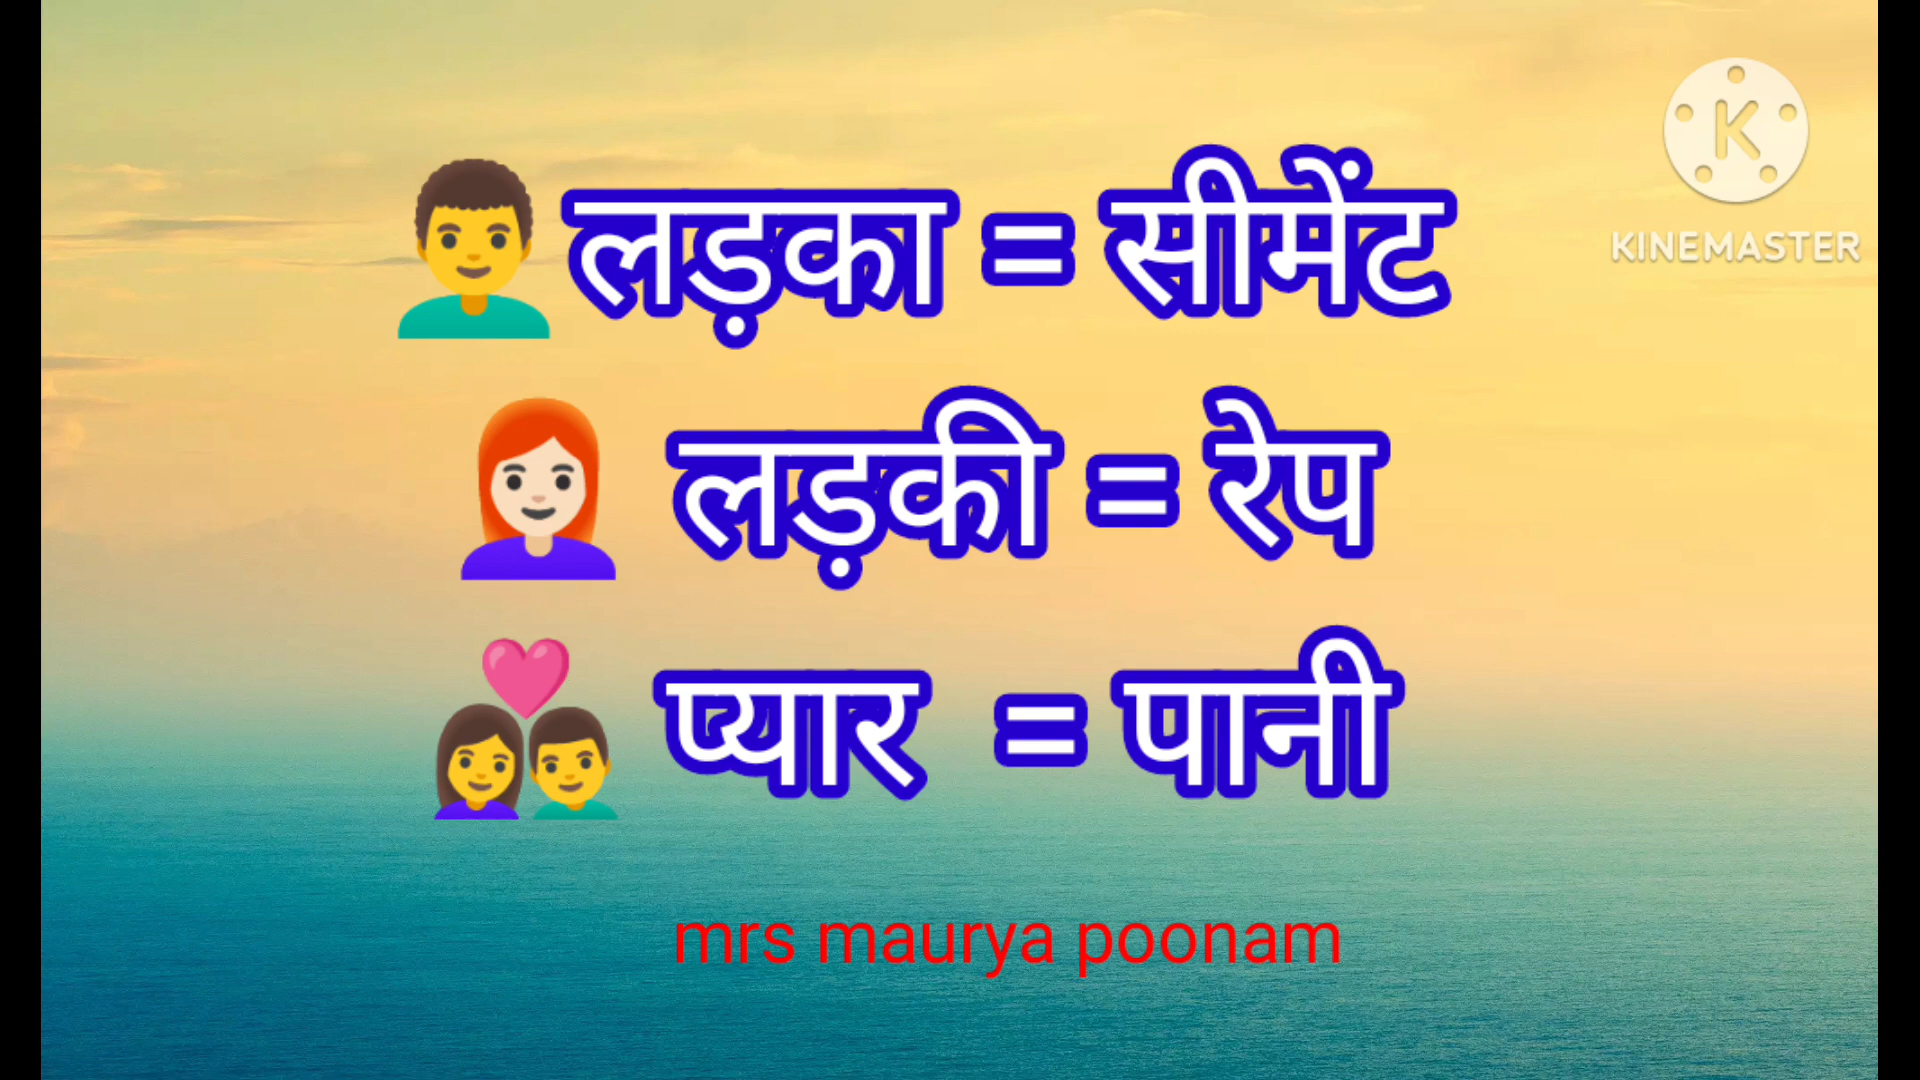 लड़का = सीमेंट
K
KINEMASTER
लड़की = रेप
प्यार = पानी
mrs maurya poonam